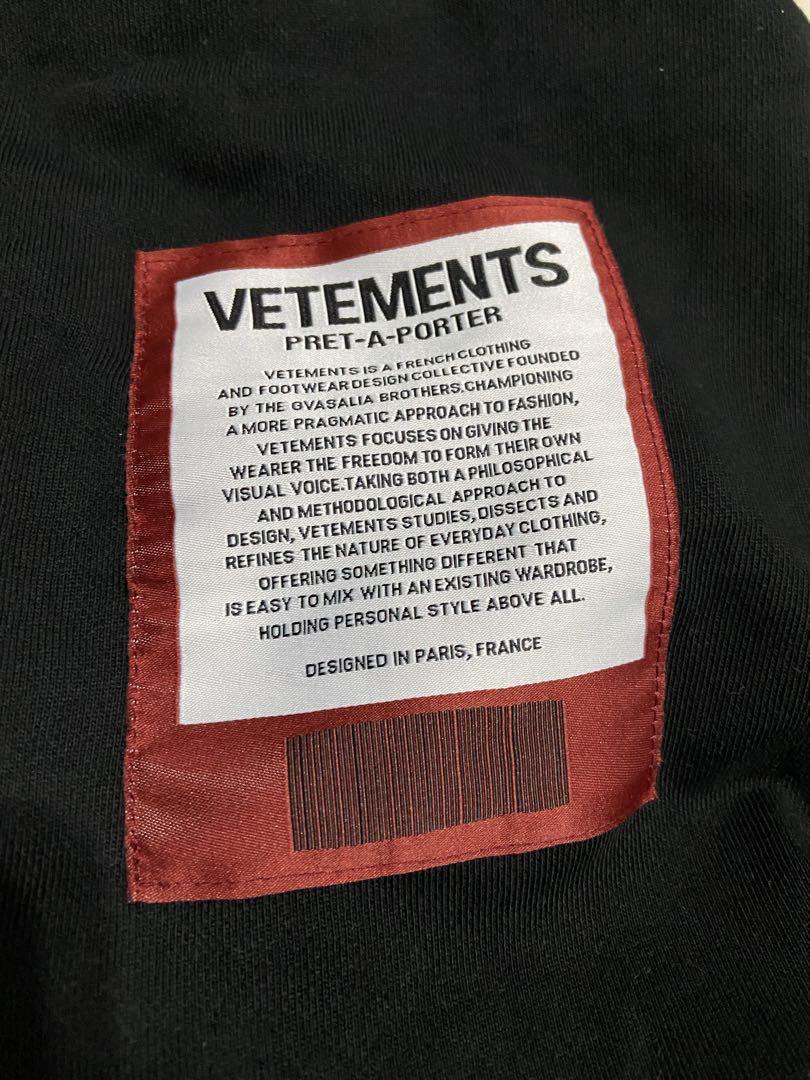 VETEMENTS
PRET-A-PORTER
VETEMENTS IS A FRENCH CLOTHING
AND FOOTWEAR DESIGN COLLECTIVE FOUNDED
BY THE GVASALIA BROTHERS.CHAMPIONING
A MORE PRAGMATIC APPROACH TO FASHION,
VETEMENTS FOCUSES ON GIVING THE
WEARER THE FREEDOM TO FORM THEIR OWN
VISUAL VOICE.TAKING BOTH A PHILOSOPHICAL
AND METHODOLOGICAL APPROACH TO
DESIGN, VETEMENTS STUDIES, DISSECTS AND
REFINES THE NATURE OF EVERYDAY CLOTHING,
OFFERING SOMETHING DIFFERENT THAT
IS EASY TO MIX WITH AN EXISTING WARDROBE,
HOLDING PERSONAL STYLE ABOVE ALL.
DESIGNED IN PARIS, FRANCE